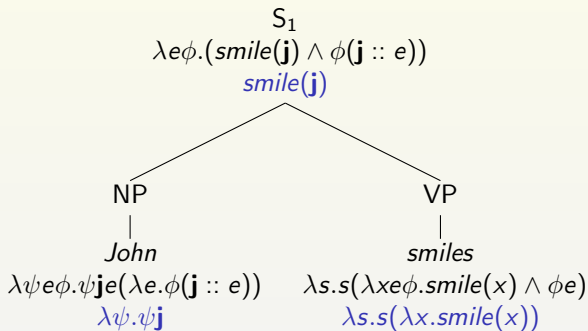 S₁
λeϕ.(smile(j) ∧ ϕ(j :: e))
smile(j)
NP VP
John smiles
λψeϕ.ψje(λe.ϕ(j :: e)) λs.s(λxeϕ.smile(x) ∧ ϕe)
λψ.ψj λs.s(λx.smile(x))